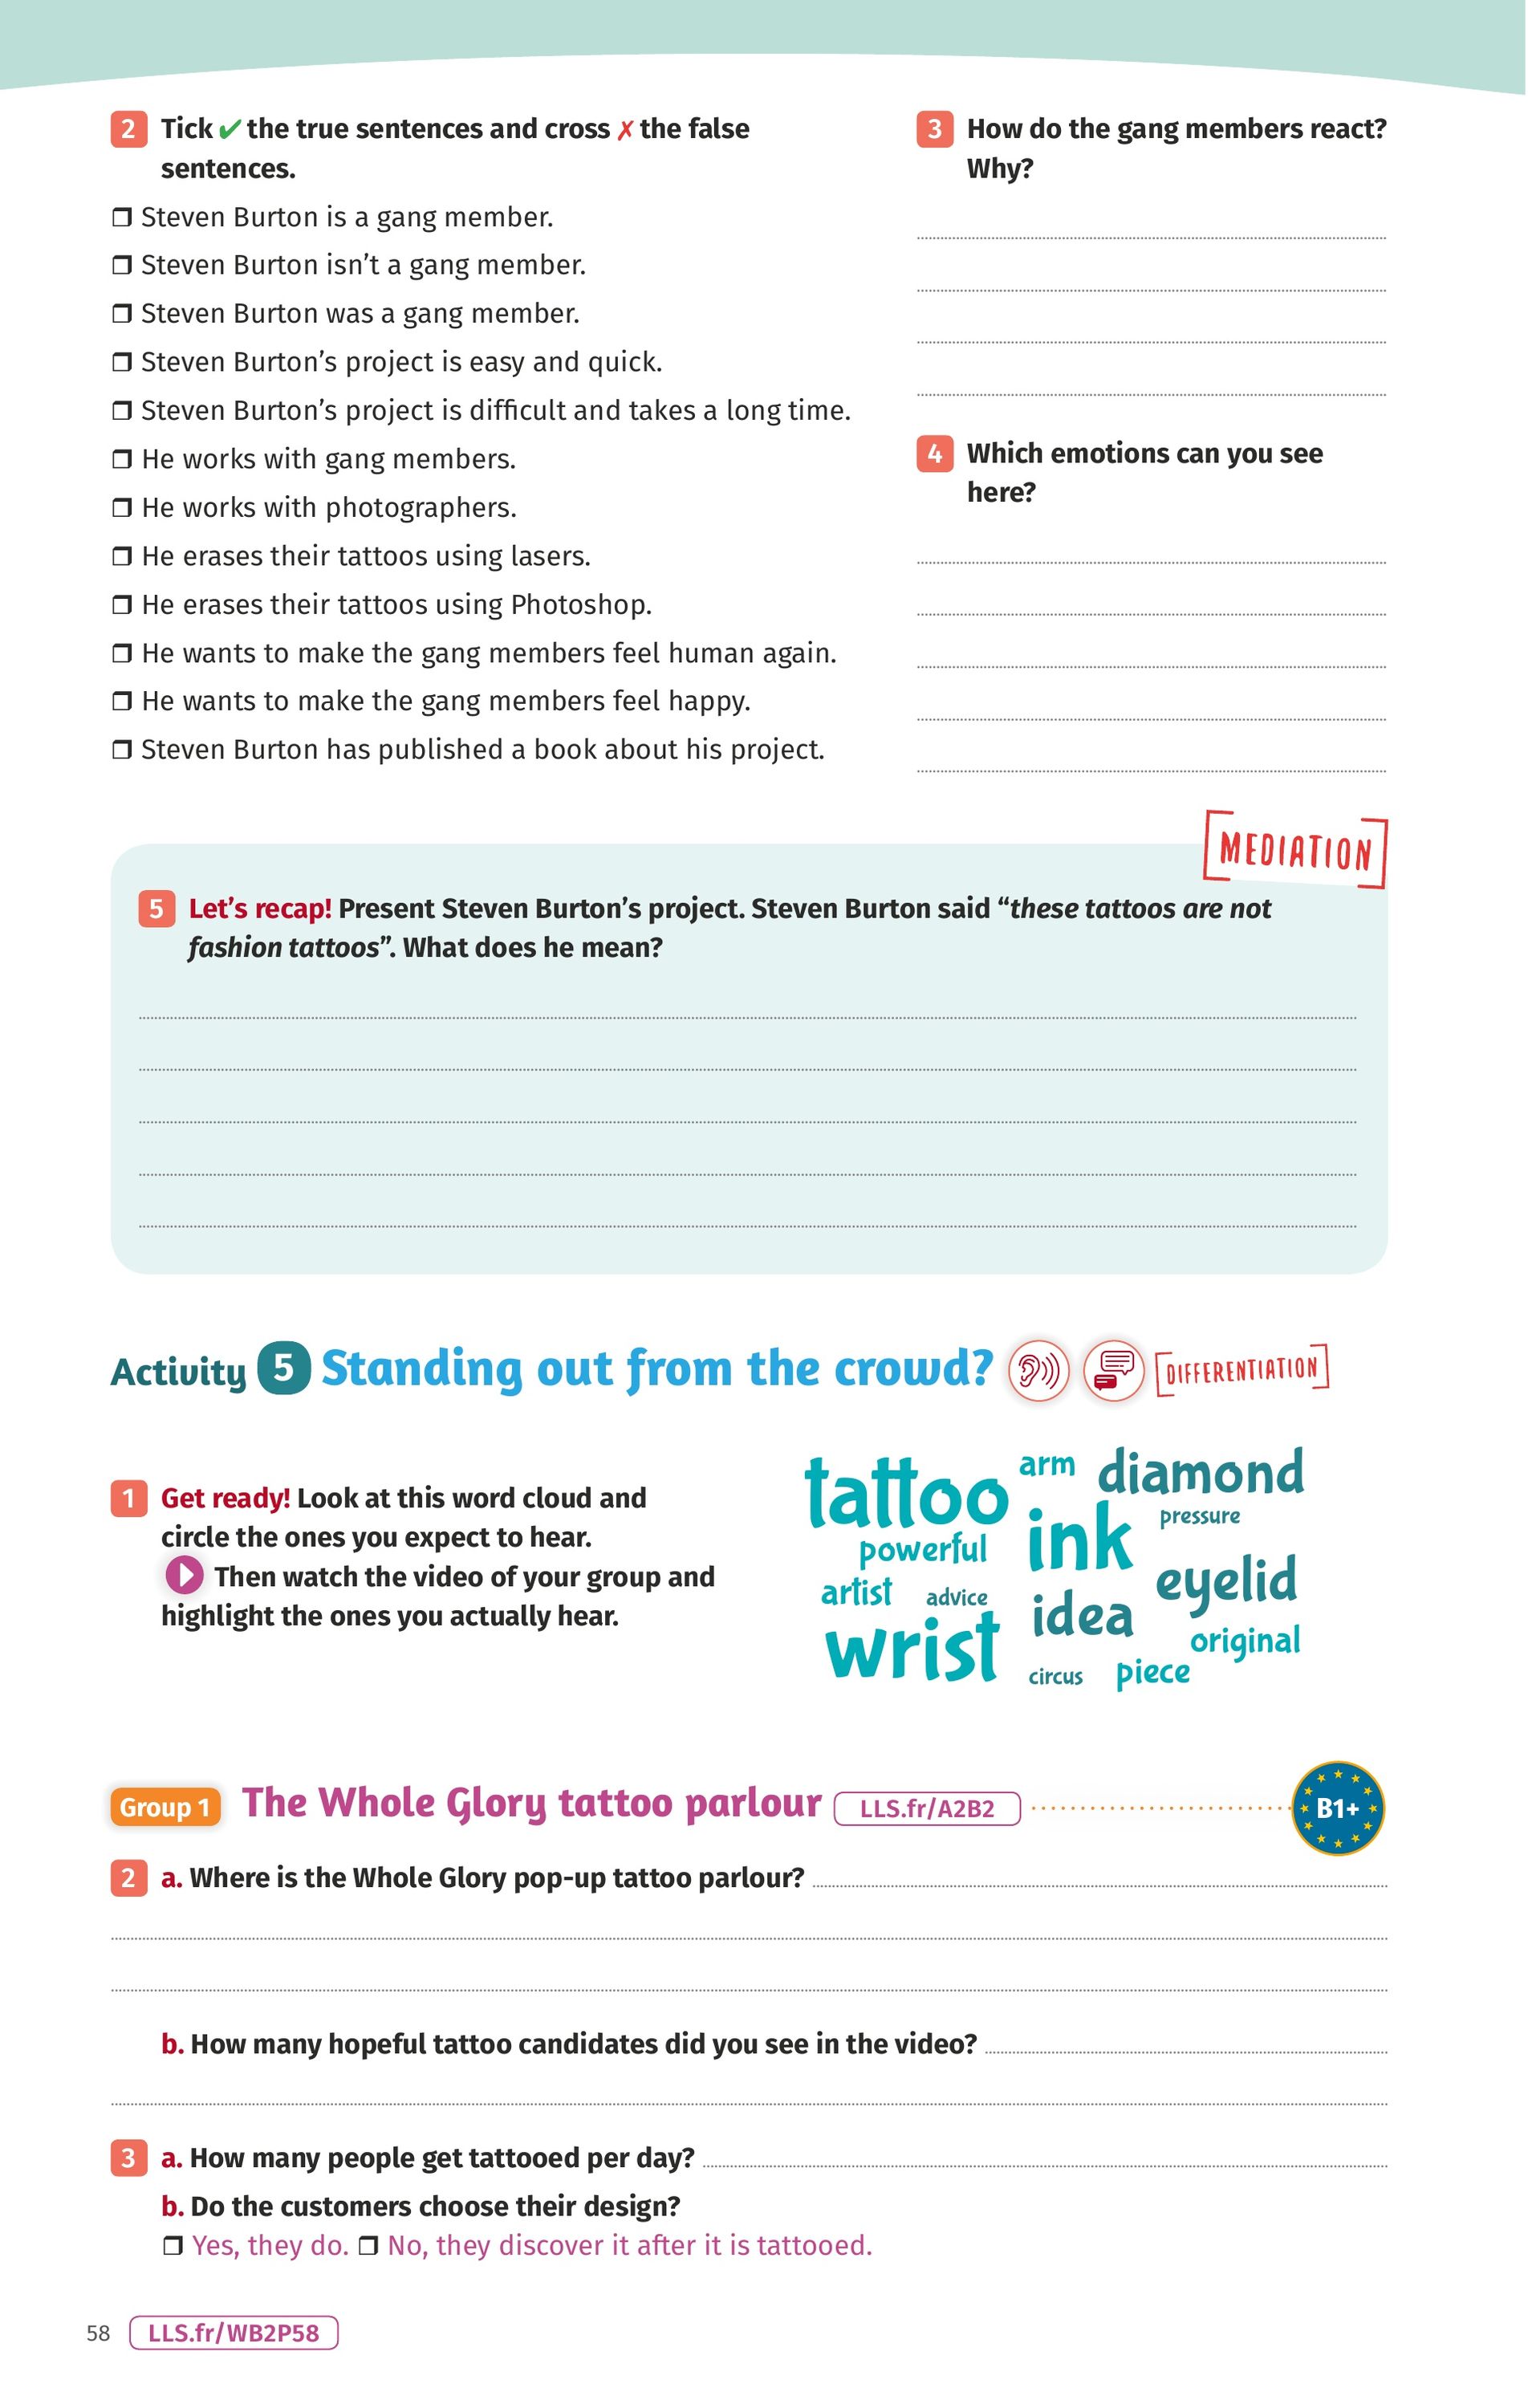 2 Tick ✔ the true sentences and cross ✗ the false
sentences.
❒ Steven Burton is a gang member.
❒ Steven Burton isn’t a gang member.
❒ Steven Burton was a gang member.
❒ Steven Burton’s project is easy and quick.
❒ Steven Burton’s project is difficult and takes a long time.
❒ He works with gang members.
❒ He works with photographers.
❒ He erases their tattoos using lasers.
❒ He erases their tattoos using Photoshop.
❒ He wants to make the gang members feel human again.
❒ He wants to make the gang members feel happy.
❒ Steven Burton has published a book about his project.
3 How do the gang members react?
Why?
4 Which emotions can you see
here?
MEDIATION
5 Let’s recap! Present Steven Burton’s project. Steven Burton said “these tattoos are not
fashion tattoos”. What does he mean?
Activity 5 Standing out from the crowd? DIFFERENTIATION
1 Get ready! Look at this word cloud and
circle the ones you expect to hear.
Then watch the video of your group and
highlight the ones you actually hear.
tattoo arm diamond
powerful ink pressure
artist advice idea eyelid
wrist circus piece original
Group 1 The Whole Glory tattoo parlour LLS.fr/A2B2 B1+
2 a. Where is the Whole Glory pop-up tattoo parlour?
b. How many hopeful tattoo candidates did you see in the video?
3 a. How many people get tattooed per day?
b. Do the customers choose their design?
❒ Yes, they do. ❒ No, they discover it after it is tattooed.
58 LLS.fr/WB2P58